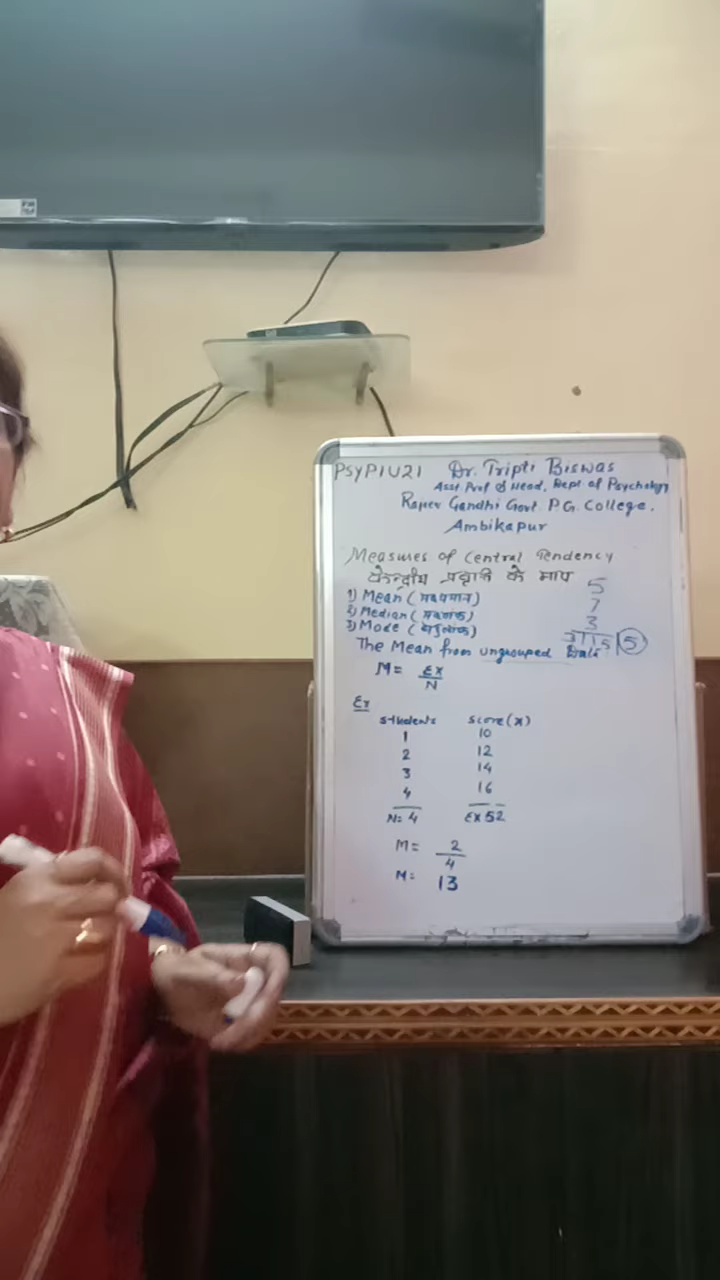 PSYP1U21 Dr. Tripti Biswas
Asst Prof & Head, Dept of Psychology
Rajeev Gandhi Govt. P.G. College.
Ambikapur
Measures of Central Tendency
केन्द्रीय प्रवृत्ति के माप
1) Mean (मध्यमान)
2) Median (मध्यांक)
3) Mode (बहुलांक)
5
7
3
3|15|5
The Mean from ungrouped Data
M = ΣX
N
Ex
Students Score (X)
1 10
2 12
3 14
4 16
N= 4 ΣX 52
M= 2
4
M: 13